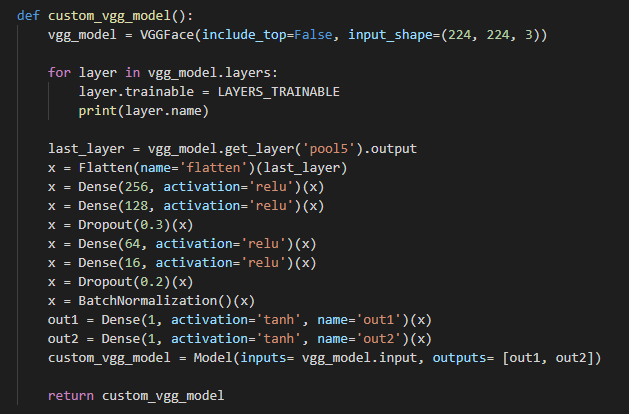 def custom_vgg_model():
    vgg_model = VGGFace(include_top=False, input_shape=(224, 224, 3))

    for layer in vgg_model.layers:
        layer.trainable = LAYERS_TRAINABLE
        print(layer.name)

    last_layer = vgg_model.get_layer('pool5').output
    x = Flatten(name='flatten')(last_layer)
    x = Dense(256, activation='relu')(x)
    x = Dense(128, activation='relu')(x)
    x = Dropout(0.3)(x)
    x = Dense(64, activation='relu')(x)
    x = Dense(16, activation='relu')(x)
    x = Dropout(0.2)(x)
    x = BatchNormalization()(x)
    out1 = Dense(1, activation='tanh', name='out1')(x)
    out2 = Dense(1, activation='tanh', name='out2')(x)
    custom_vgg_model = Model(inputs= vgg_model.input, outputs= [out1, out2])

    return custom_vgg_model